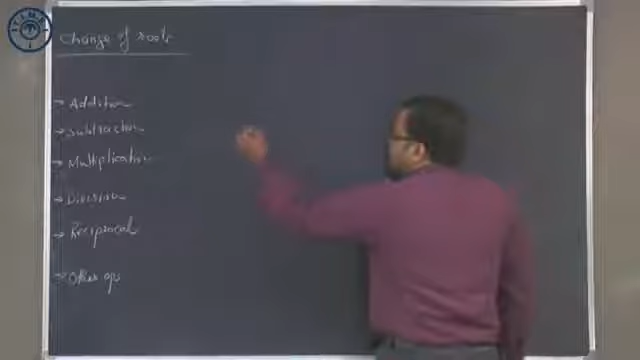 T.I.M.E.
Change of roots
→ Addition
→ Subtraction
→ Multiplication
→ Division
→ Reciprocal
→ Other ops